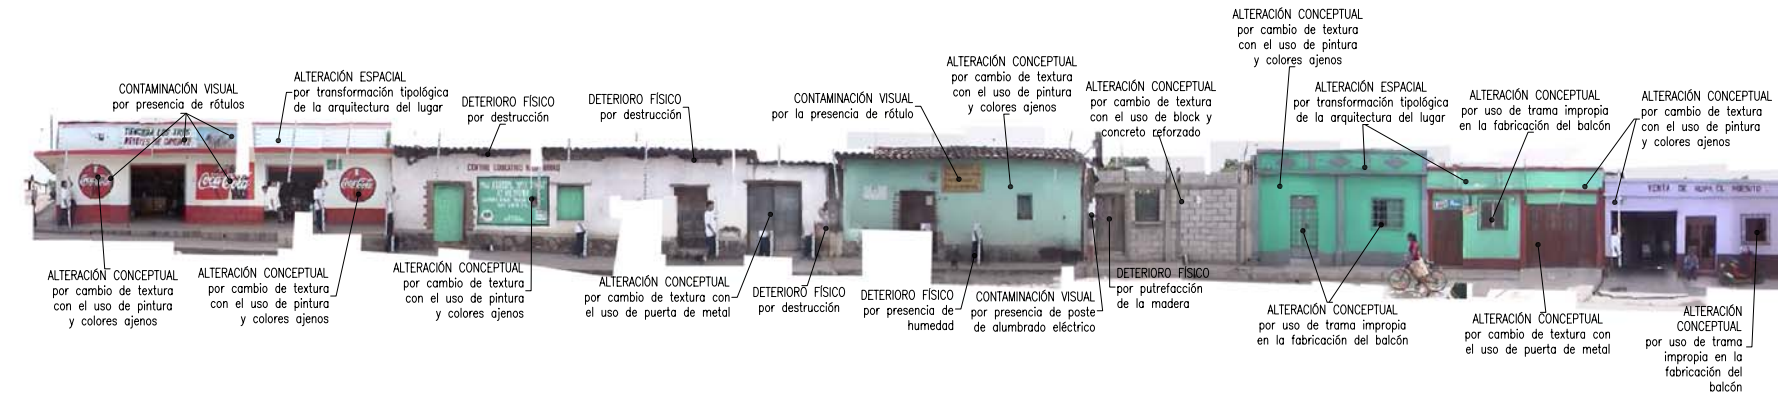 CONTAMINACIÓN VISUAL
por presencia de rótulos
ALTERACIÓN ESPACIAL
por transformación tipológica
de la arquitectura del lugar
DETERIORO FÍSICO
por destrucción
DETERIORO FÍSICO
por destrucción
CONTAMINACIÓN VISUAL
por la presencia de rótulo
ALTERACIÓN CONCEPTUAL
por cambio de textura
con el uso de pintura
y colores ajenos
ALTERACIÓN CONCEPTUAL
por cambio de textura
con el uso de block y
concreto reforzado
ALTERACIÓN CONCEPTUAL
por cambio de textura
con el uso de pintura
y colores ajenos
ALTERACIÓN ESPACIAL
por transformación tipológica
de la arquitectura del lugar
ALTERACIÓN CONCEPTUAL
por uso de trama impropia
en la fabricación del balcón
ALTERACIÓN CONCEPTUAL
por cambio de textura
con el uso de pintura
y colores ajenos
Coca-Cola
Coca-Cola
Coca-Cola
CENTRO EDUCATIVO
VENTA DE ROPA EL
ALTERACIÓN CONCEPTUAL
por cambio de textura
con el uso de pintura
y colores ajenos
ALTERACIÓN CONCEPTUAL
por cambio de textura
con el uso de pintura
y colores ajenos
ALTERACIÓN CONCEPTUAL
por cambio de textura
con el uso de pintura
y colores ajenos
ALTERACIÓN CONCEPTUAL
por cambio de textura con
el uso de puerta de metal
DETERIORO FÍSICO
por destrucción
DETERIORO FÍSICO
por presencia de
humedad
CONTAMINACIÓN VISUAL
por presencia de poste
de alumbrado eléctrico
DETERIORO FÍSICO
por putrefacción
de la madera
ALTERACIÓN CONCEPTUAL
por uso de trama impropia
en la fabricación del balcón
ALTERACIÓN CONCEPTUAL
por cambio de textura con
el uso de puerta de metal
ALTERACIÓN
CONCEPTUAL
por uso de trama
impropia en la
fabricación del
balcón